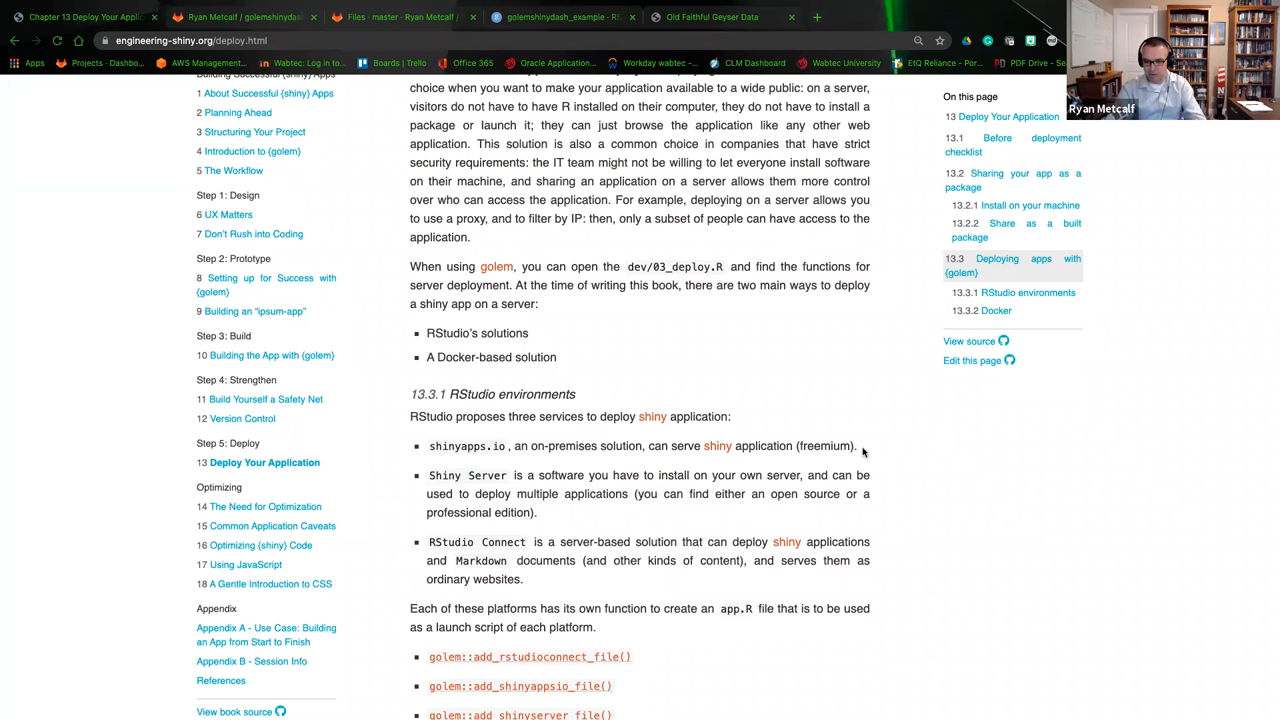 Chapter 13 Deploy Your Applic
Ryan Metcalf / golemshinydash
Files · master · Ryan Metcalf /
golemshinydash_example - RS
Old Faithful Geyser Data
engineering-shiny.org/deploy.html
Apps
Projects · Dashbo...
AWS Management...
Wabtec: Log in to...
Boards | Trello
Office 365
Oracle Application...
Workday wabtec -...
CLM Dashboard
Wabtec University
EtQ Reliance - Por...
PDF Drive - Se
Ryan Metcalf
Building Successful {shiny} Apps
1 About Successful {shiny} Apps
2 Planning Ahead
3 Structuring Your Project
4 Introduction to {golem}
5 The Workflow
Step 1: Design
6 UX Matters
7 Don't Rush into Coding
Step 2: Prototype
8 Setting up for Success with
{golem}
9 Building an "ipsum-app"
Step 3: Build
10 Building the App with {golem}
Step 4: Strengthen
11 Build Yourself a Safety Net
12 Version Control
Step 5: Deploy
13 Deploy Your Application
Optimizing
14 The Need for Optimization
15 Common Application Caveats
16 Optimizing {shiny} Code
17 Using JavaScript
18 A Gentle Introduction to CSS
Appendix
Appendix A - Use Case: Building
an App from Start to Finish
Appendix B - Session Info
References
View book source
choice when you want to make your application available to a wide public: on a server,
visitors do not have to have R installed on their computer, they do not have to install a
package or launch it; they can just browse the application like any other web
application. This solution is also a common choice in companies that have strict
security requirements: the IT team might not be willing to let everyone install software
on their machine, and sharing an application on a server allows them more control
over who can access the application. For example, deploying on a server allows you
to use a proxy, and to filter by IP: then, only a subset of people can have access to the
application.
When using golem, you can open the dev/03_deploy.R and find the functions for
server deployment. At the time of writing this book, there are two main ways to deploy
a shiny app on a server:
▪ RStudio's solutions
▪ A Docker-based solution
13.3.1 RStudio environments
RStudio proposes three services to deploy shiny application:
▪ shinyapps.io, an on-premises solution, can serve shiny application (freemium).
▪ Shiny Server is a software you have to install on your own server, and can be
used to deploy multiple applications (you can find either an open source or a
professional edition).
▪ RStudio Connect is a server-based solution that can deploy shiny applications
and Markdown documents (and other kinds of content), and serves them as
ordinary websites.
Each of these platforms has its own function to create an app.R file that is to be used
as a launch script of each platform.
▪ golem::add_rstudioconnect_file()
▪ golem::add_shinyappsio_file()
▪ golem::add_shinyserver_file()
On this page
13 Deploy Your Application
13.1 Before deployment
checklist
13.2 Sharing your app as a
package
13.2.1 Install on your machine
13.2.2 Share as a built
package
13.3 Deploying apps with
{golem}
13.3.1 RStudio environments
13.3.2 Docker
View source
Edit this page